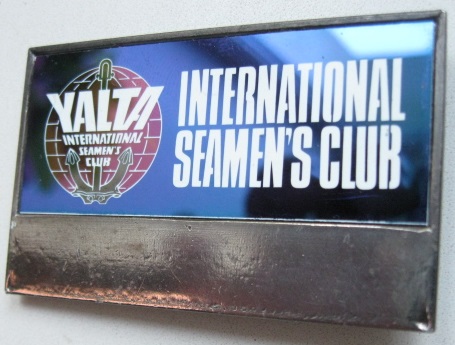 YALTA
INTERNATIONAL
SEAMEN'S
CLUB
INTERNATIONAL
SEAMEN'S CLUB